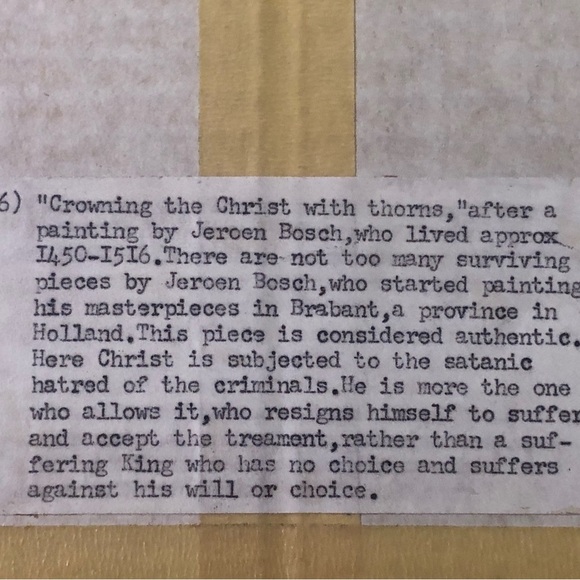 6) "Crowning the Christ with thorns,"after a
painting by Jeroen Bosch,who lived approx
1450-1516.There are not too many surviving
pieces by Jeroen Bosch,who started painting
his masterpieces in Brabant,a province in
Holland.This piece is considered authentic.
Here Christ is subjected to the satanic
hatred of the criminals.He is more the one
who allows it,who resigns himself to suffer
and accept the treament,rather than a suf-
fering King who has no choice and suffers
against his will or choice.